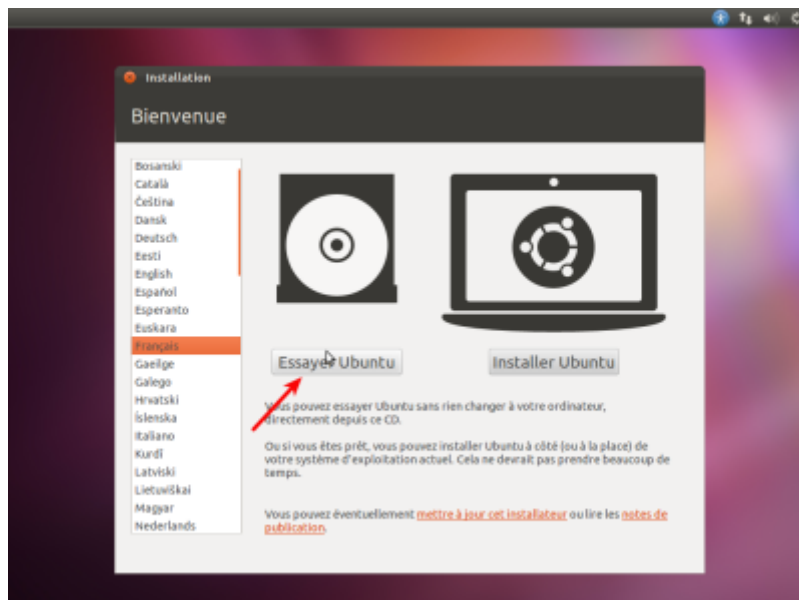 Installation
Bienvenue
Bosanski
Català
Čeština
Dansk
Deutsch
Eesti
English
Español
Esperanto
Euskara
Français
Gaeilge
Galego
Hrvatski
Íslenska
Italiano
Kurdî
Latviski
Lietuviškai
Magyar
Nederlands
Essayer Ubuntu
Installer Ubuntu
Vous pouvez essayer Ubuntu sans rien changer à votre ordinateur,
directement depuis ce CD.
Ou si vous êtes prêt, vous pouvez installer Ubuntu à côté (ou à la place) de
votre système d'exploitation actuel. Cela ne devrait pas prendre beaucoup de
temps.
Vous pouvez éventuellement mettre à jour cet installateur ou lire les notes de
publication.